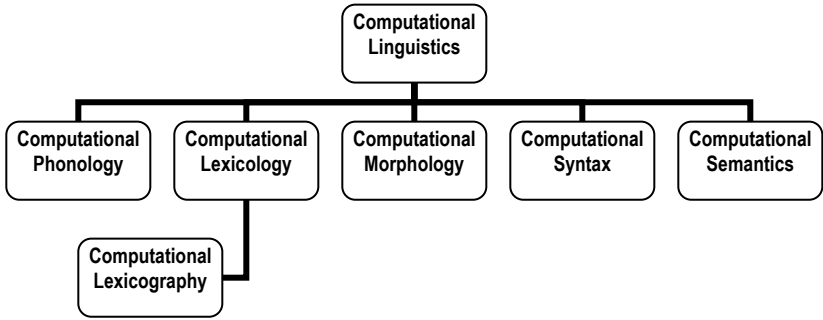 Computational
Linguistics
Computational
Phonology
Computational
Lexicology
Computational
Morphology
Computational
Syntax
Computational
Semantics
Computational
Lexicography